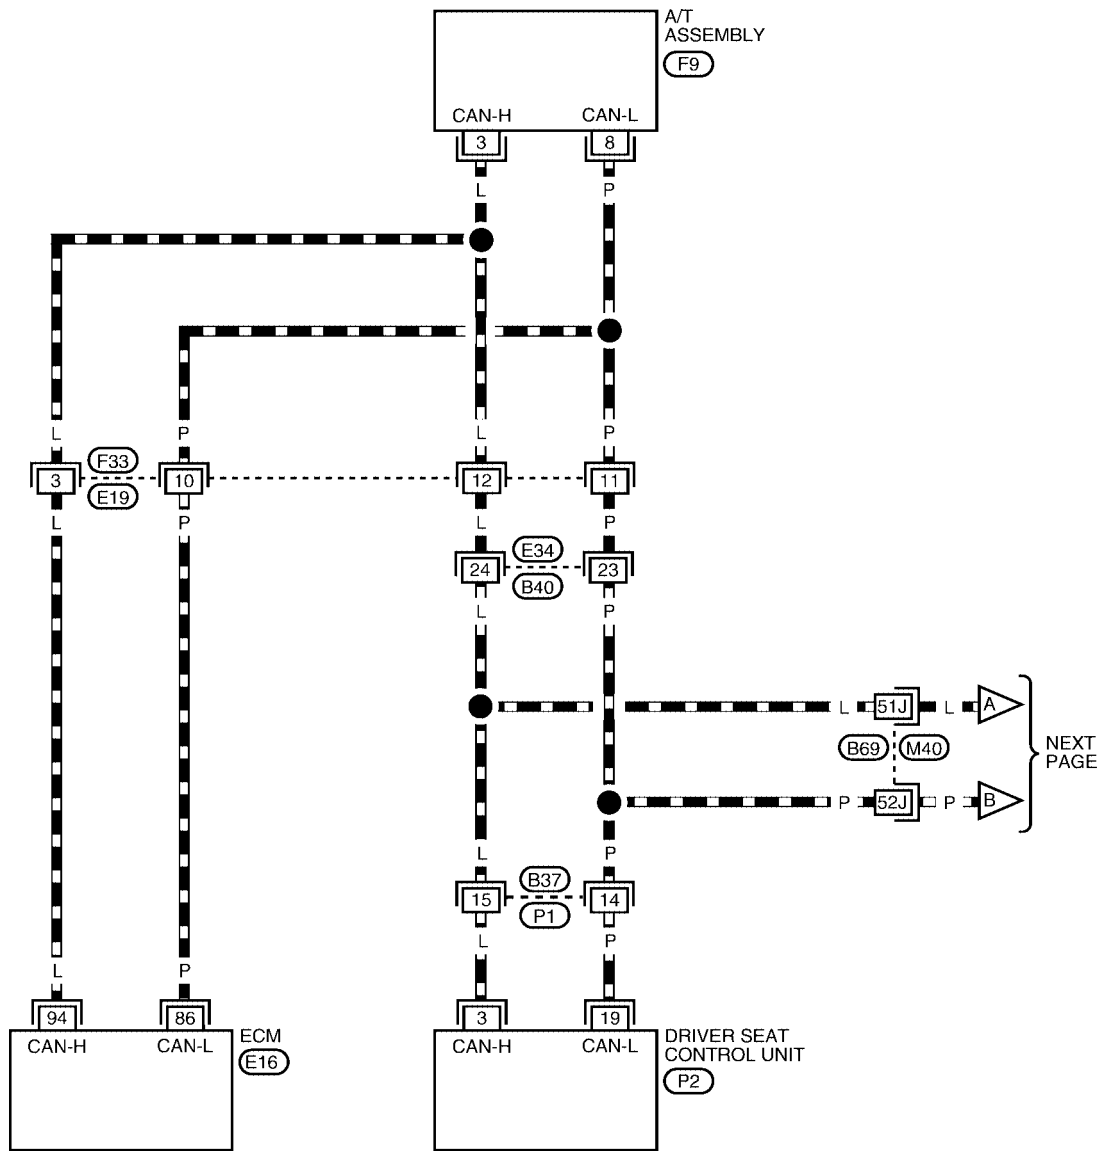 A/T
ASSEMBLY
F9
CAN-H
CAN-L
3
8
L
P
L
P
L
P
F33
3
10
12
11
E19
L
P
L
P
E34
24
23
B40
L
P
L
51J
L
A
B69
M40
NEXT
PAGE
P
52J
P
B
L
P
B37
15
14
P1
L
P
L
P
94
86
3
19
CAN-H
CAN-L
ECM
E16
CAN-H
CAN-L
DRIVER SEAT
CONTROL UNIT
P2